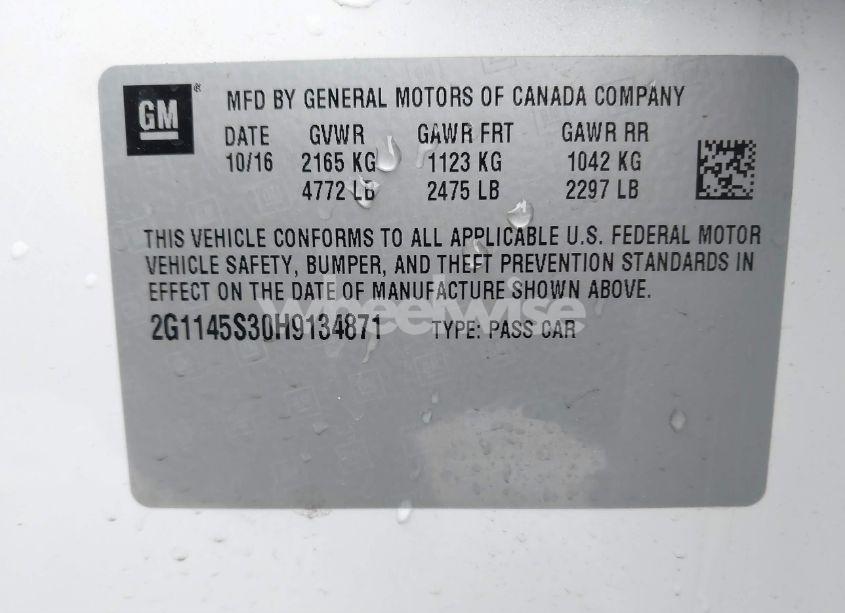 GM ®
MFD BY GENERAL MOTORS OF CANADA COMPANY
DATE GVWR GAWR FRT GAWR RR
10/16 2165 KG 1123 KG 1042 KG
4772 LB 2475 LB 2297 LB
THIS VEHICLE CONFORMS TO ALL APPLICABLE U.S. FEDERAL MOTOR
VEHICLE SAFETY, BUMPER, AND THEFT PREVENTION STANDARDS IN
EFFECT ON THE DATE OF MANUFACTURE SHOWN ABOVE.
2G1145S30H9134871 TYPE: PASS CAR
wheelwise